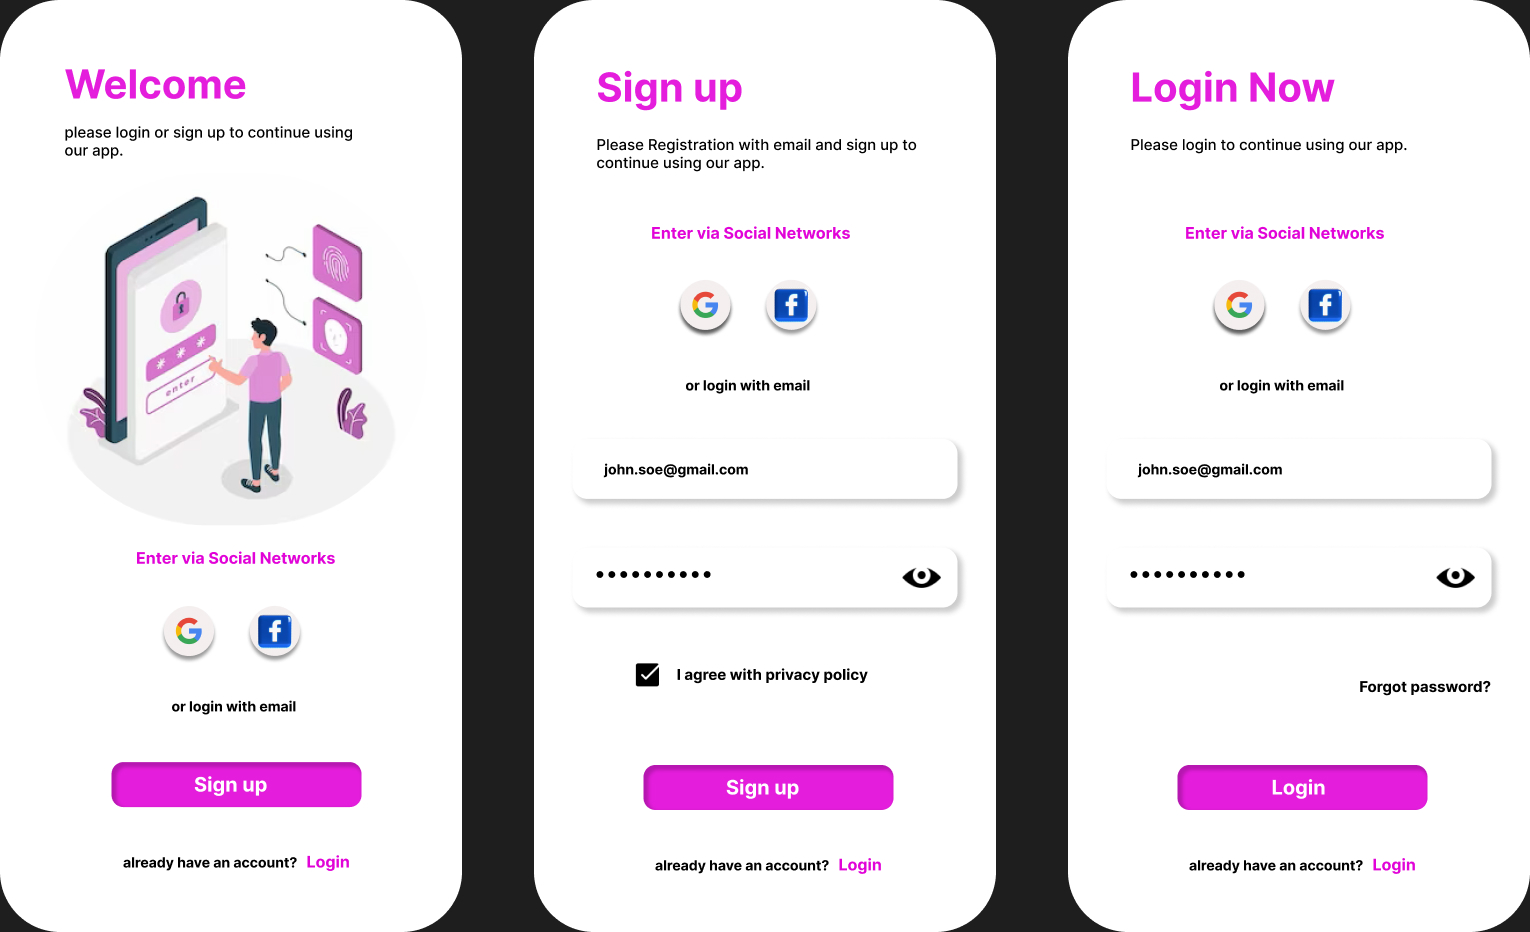 Welcome
please login or sign up to continue using
our app.
***
enter
Enter via Social Networks
G f
or login with email
Sign up
already have an account? Login
Sign up
Please Registration with email and sign up to
continue using our app.
Enter via Social Networks
G f
or login with email
john.soe@gmail.com
••••••••••
I agree with privacy policy
Sign up
already have an account? Login
Login Now
Please login to continue using our app.
Enter via Social Networks
G f
or login with email
john.soe@gmail.com
••••••••••
Forgot password?
Login
already have an account? Login